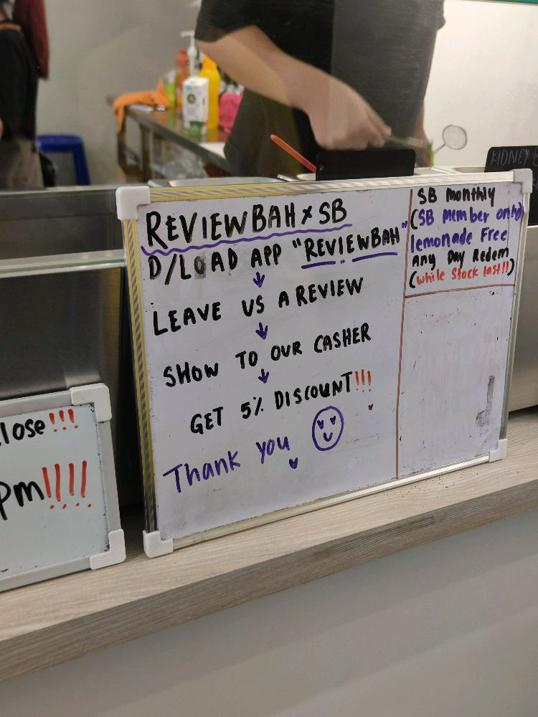 REVIEWBAH x SB
D/LOAD APP "REVIEWBAH"
LEAVE US A REVIEW
SHOW TO OUR CASHER
GET 5% DISCOUNT!!!
Thank you
SB monthly
(SB Member only)
lemonade Free
Any Day Redem
(while Stock last!!)
lose!!!
pm!!!!
KIDNEY